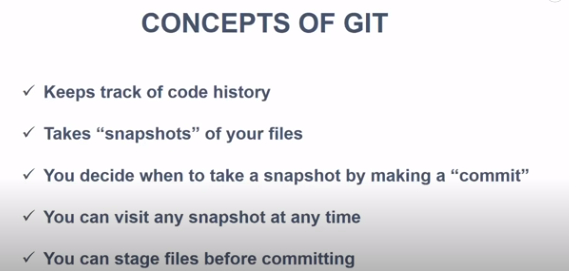 CONCEPTS OF GIT
✓ Keeps track of code history
✓ Takes “snapshots” of your files
✓ You decide when to take a snapshot by making a “commit”
✓ You can visit any snapshot at any time
✓ You can stage files before committing